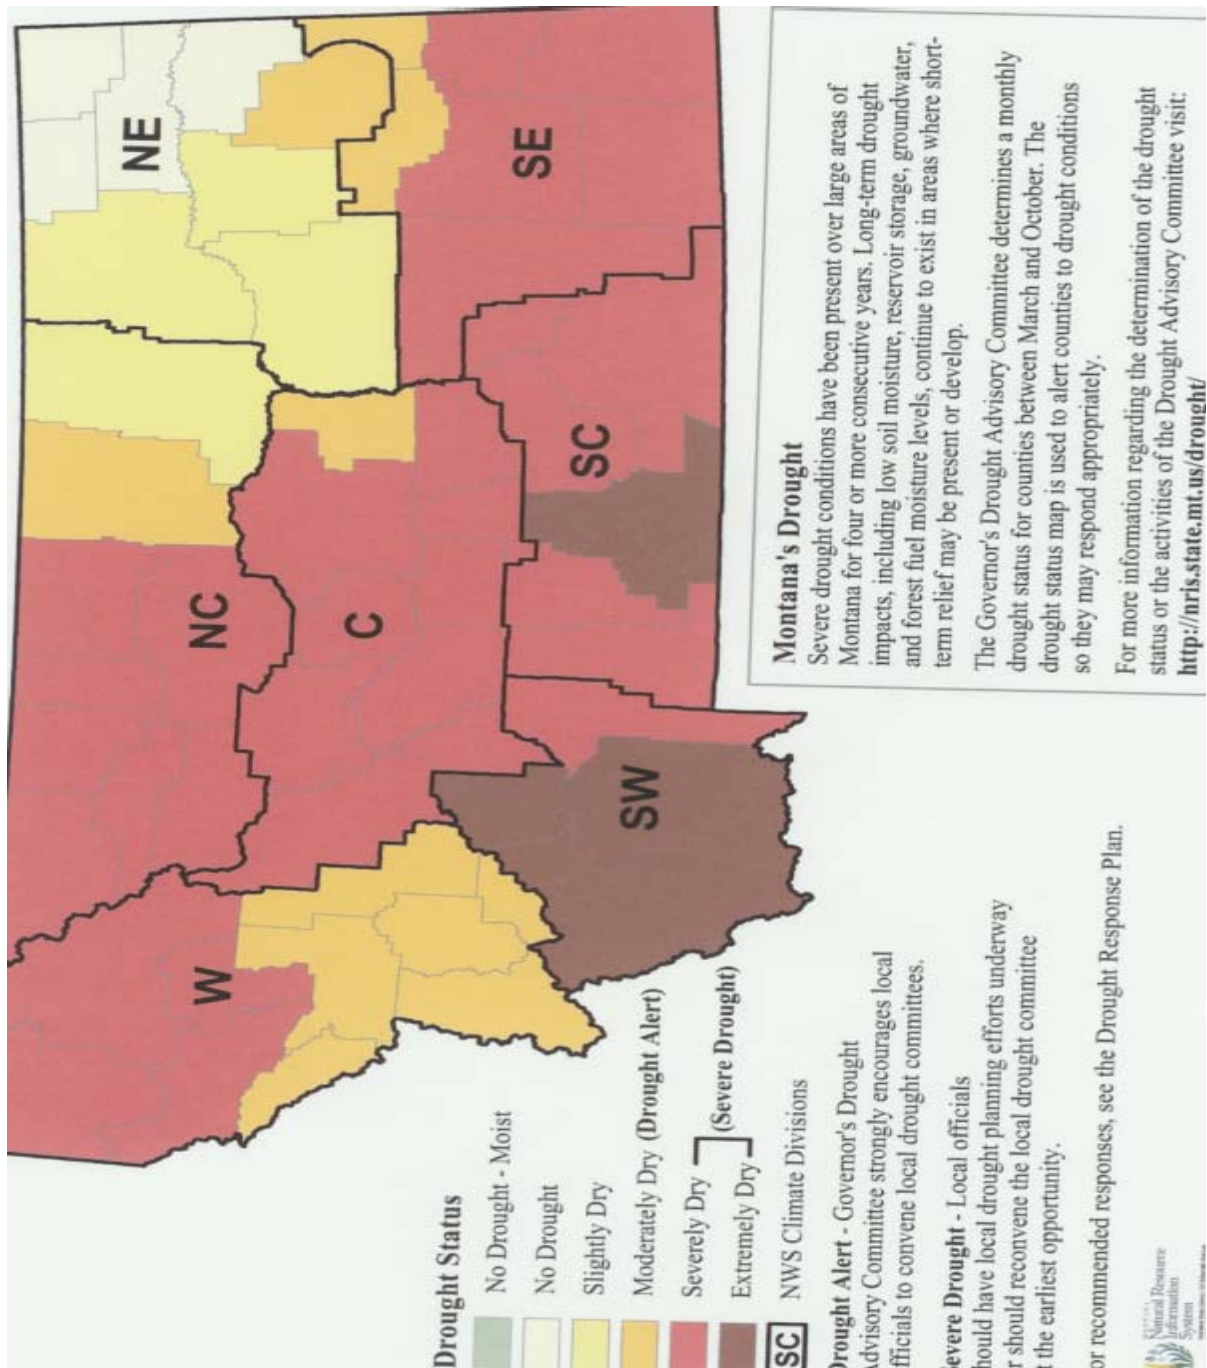 NE
NC
W
C
SE
SC
SW
Drought Status
No Drought - Moist
No Drought
Slightly Dry
Moderately Dry (Drought Alert)
Severely Dry
Extremely Dry
(Severe Drought)
SC
NWS Climate Divisions
Drought Alert - Governor's Drought
Advisory Committee strongly encourages local
fficials to convene local drought committees.
Severe Drought - Local officials
hould have local drought planning efforts underway
r should reconvene the local drought committee
t the earliest opportunity.
or recommended responses, see the Drought Response Plan.
Natural Resource
Information
System
Montana's Drought
Severe drought conditions have been present over large areas of
Montana for four or more consecutive years. Long-term drought
impacts, including low soil moisture, reservoir storage, groundwater,
and forest fuel moisture levels, continue to exist in areas where short-
term relief may be present or develop.
The Governor's Drought Advisory Committee determines a monthly
drought status for counties between March and October. The
drought status map is used to alert counties to drought conditions
so they may respond appropriately.
For more information regarding the determination of the drought
status or the activities of the Drought Advisory Committee visit:
http://nris.state.mt.us/drought/